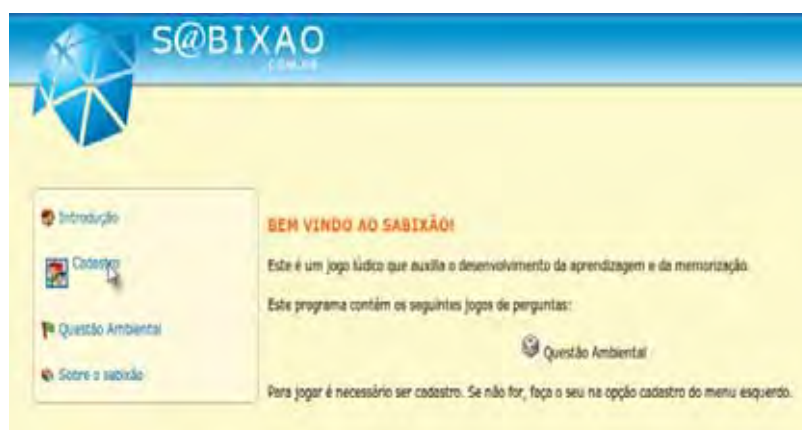 S@BIXAO
.COM.BR
Introdução
Cadastro
Questão Ambiental
Sobre o sabixão
BEM VINDO AO SABIXÃO!
Este é um jogo lúdico que auxilia o desenvolvimento da aprendizagem e da memorização.
Este programa contém os seguintes jogos de perguntas:
Questão Ambiental
Para jogar é necessário ser cadastro. Se não for, faça o seu na opção cadastro do menu esquerdo.